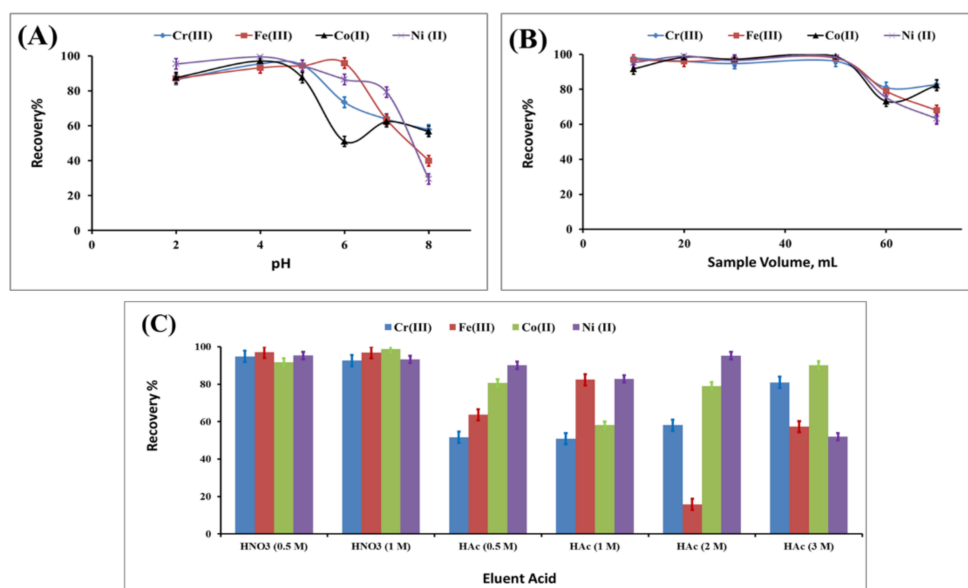 (A)
Cr(III) Fe(III) Co(II) Ni (II)
Recovery%
100
80
60
40
20
0
0 2 4 6 8
pH
(B)
Cr(III) Fe(III) Co(II) Ni (II)
Recovery%
100
80
60
40
20
0
0 20 40 60
Sample Volume, mL
(C)
Cr(III) Fe(III) Co(II) Ni (II)
Recovery %
100
80
60
40
20
0
HNO3 (0.5 M) HNO3 (1 M) HAc (0.5 M) HAc (1 M) HAc (2 M) HAc (3 M)
Eluent Acid